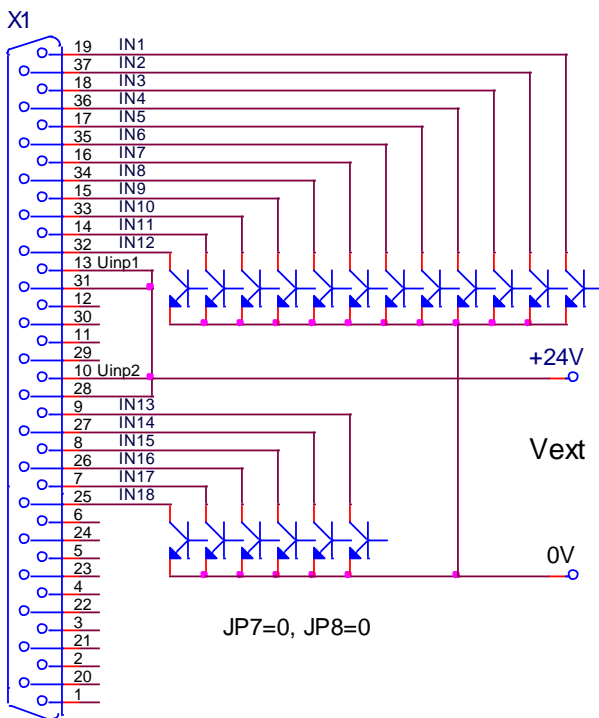 X1
19 IN1
37 IN2
18 IN3
36 IN4
17 IN5
35 IN6
16 IN7
34 IN8
15 IN9
33 IN10
14 IN11
32 IN12
13 Uinp1
31
12
30
11
29
+24V
10 Uinp2
28
9 IN13
27 IN14
8 IN15
Vext
26 IN16
7 IN17
25 IN18
6
24
5
0V
23
4
22
3
JP7=0, JP8=0
21
2
20
1